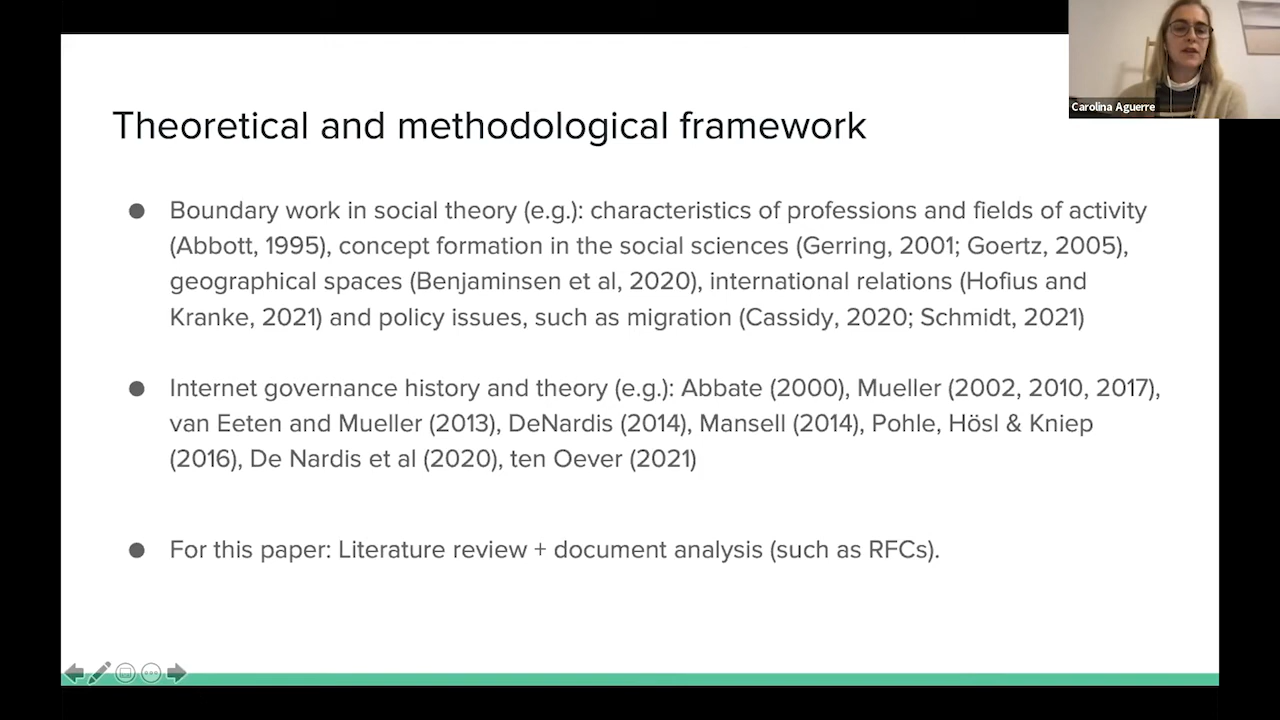 Carolina Aguerre
Theoretical and methodological framework
● Boundary work in social theory (e.g.): characteristics of professions and fields of activity
(Abbott, 1995), concept formation in the social sciences (Gerring, 2001; Goertz, 2005),
geographical spaces (Benjaminsen et al, 2020), international relations (Hofius and
Kranke, 2021) and policy issues, such as migration (Cassidy, 2020; Schmidt, 2021)
● Internet governance history and theory (e.g.): Abbate (2000), Mueller (2002, 2010, 2017),
van Eeten and Mueller (2013), DeNardis (2014), Mansell (2014), Pohle, Hösl & Kniep
(2016), De Nardis et al (2020), ten Oever (2021)
● For this paper: Literature review + document analysis (such as RFCs).